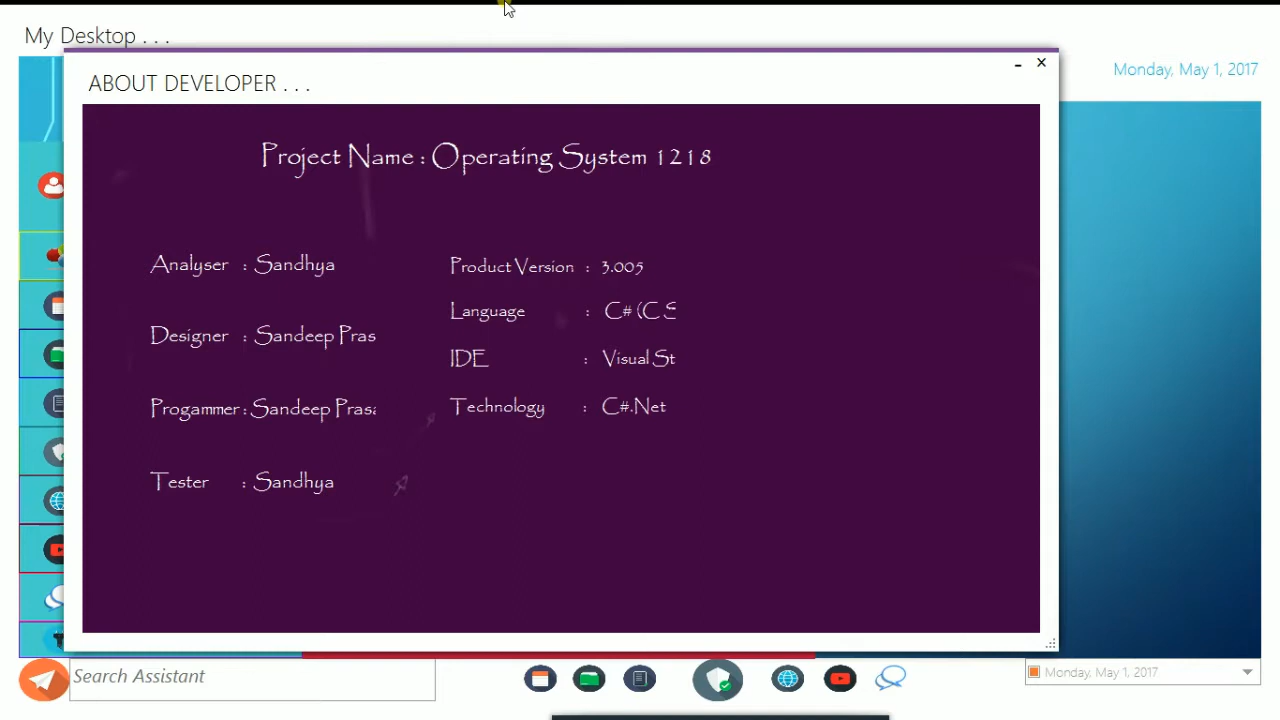 My Desktop . . .
Monday, May 1, 2017
ABOUT DEVELOPER . . .
Project Name : Operating System 1218
Analyser : Sandhya
Product Version : 3.005
Language : C# (C S
Designer : Sandeep Pras
IDE : Visual St
Progammer : Sandeep Prasa
Technology : C#.Net
Tester : Sandhya
Search Assistant
Monday, May 1, 2017